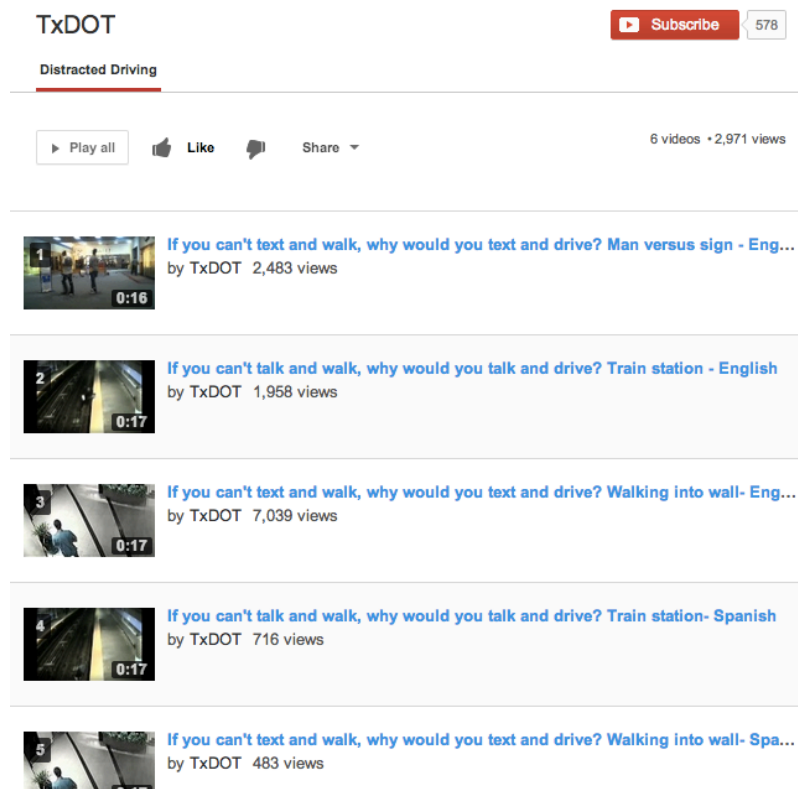 TxDOT
Subscribe 578
Distracted Driving
Play all Like Share 6 videos • 2,971 views
1
If you can't text and walk, why would you text and drive? Man versus sign - Eng...
by TxDOT 2,483 views
0:16
2
If you can't talk and walk, why would you talk and drive? Train station - English
by TxDOT 1,958 views
0:17
3
If you can't text and walk, why would you text and drive? Walking into wall- Eng...
by TxDOT 7,039 views
0:17
4
If you can't talk and walk, why would you talk and drive? Train station- Spanish
by TxDOT 716 views
0:17
5
If you can't text and walk, why would you text and drive? Walking into wall- Spa...
by TxDOT 483 views